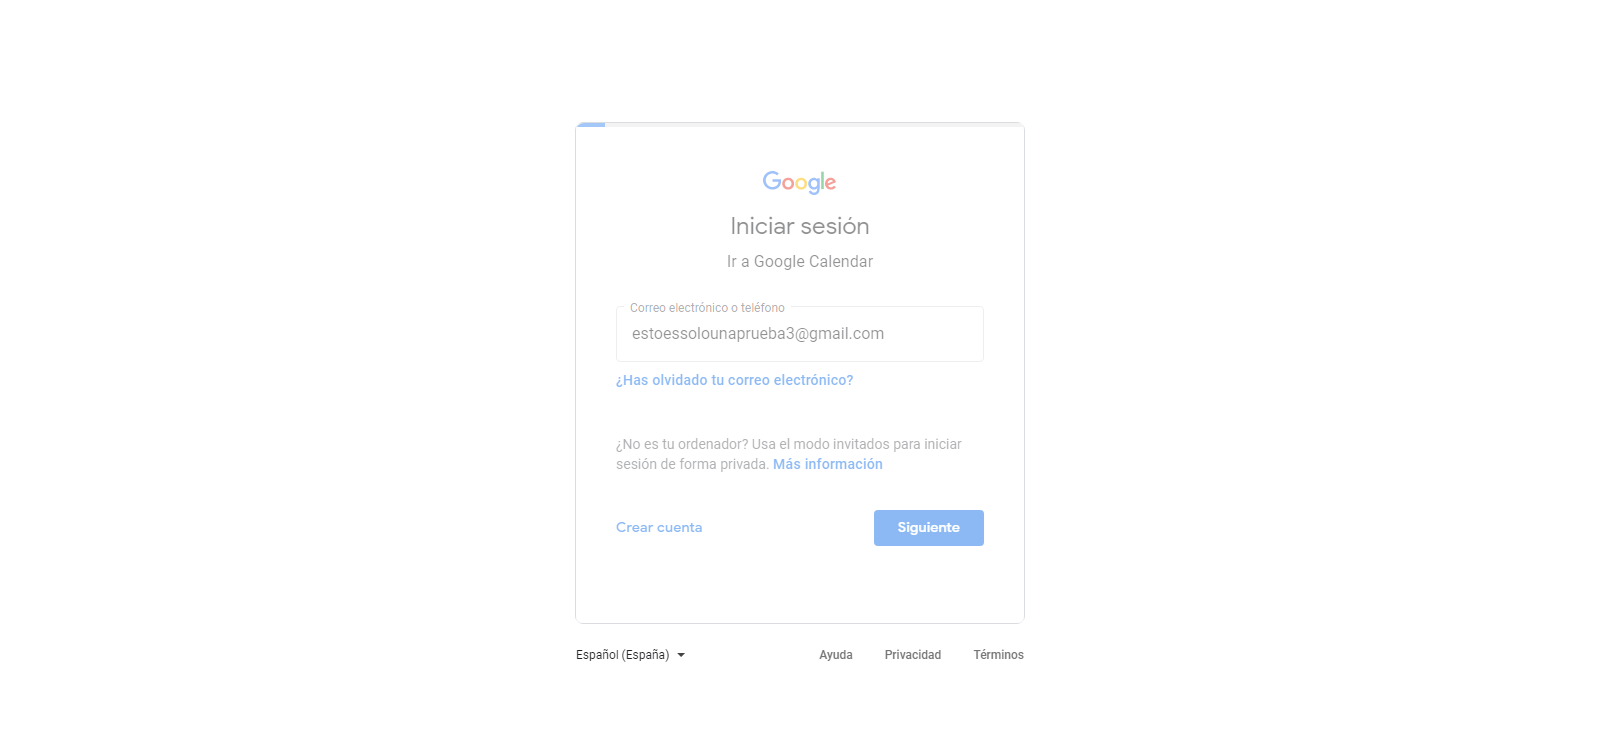 Google
Iniciar sesión
Ir a Google Calendar
Correo electrónico o teléfono
estoessolounaprueba3@gmail.com
¿Has olvidado tu correo electrónico?
¿No es tu ordenador? Usa el modo invitados para iniciar
sesión de forma privada. Más información
Crear cuenta
Siguiente
Español (España)
Ayuda
Privacidad
Términos